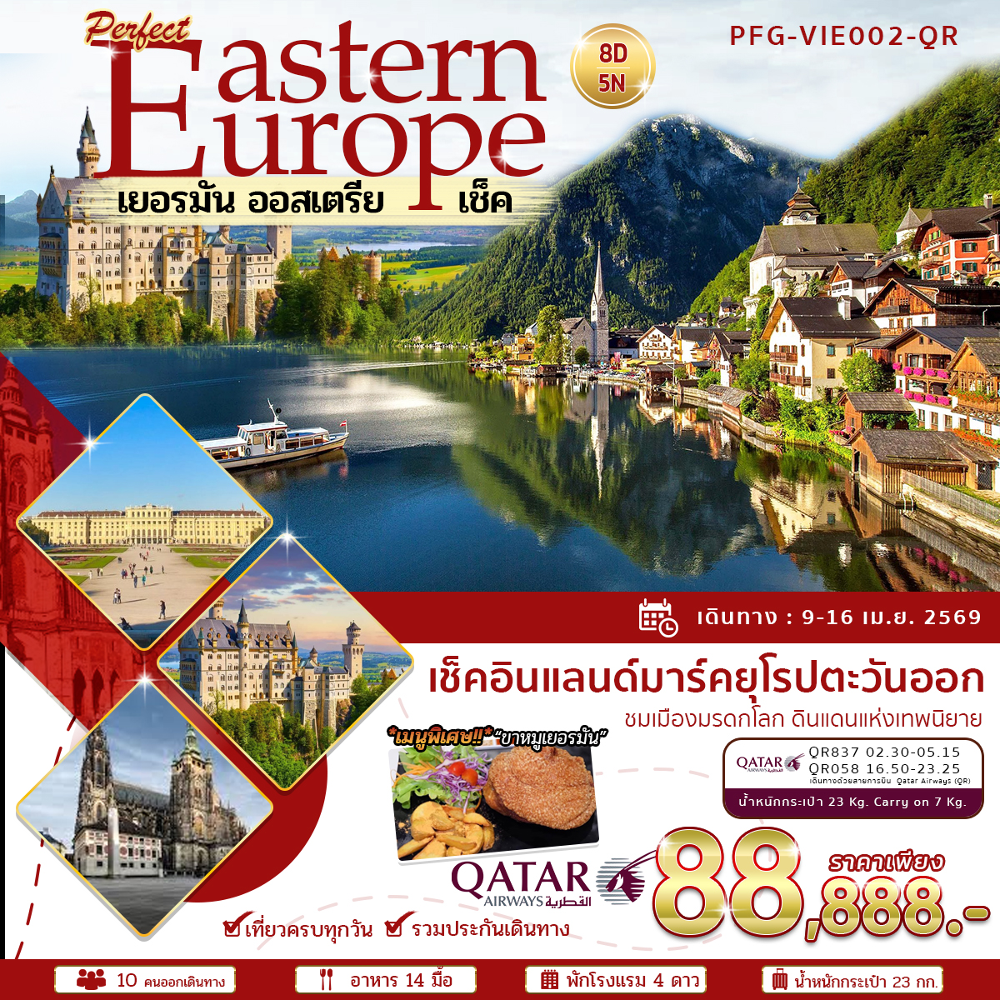 Perfect
Eastern
Europe
8D
5N
PFG-VIE002-QR
เยอรมัน ออสเตรีย เช็ค
เดินทาง : 9-16 เม.ย. 2569
เช็คอินแลนด์มาร์คยุโรปตะวันออก
ชมเมืองมรดกโลก ดินแดนแห่งเทพนิยาย
*เมนูพิเศษ!!* "ขาหมูเยอรมัน"
QATAR
AIRWAYS القطرية
QR837 02.30-05.15
QR058 16.50-23.25
เดินทางด้วยสายการบิน Qatar Airways (QR)
น้ำหนักกระเป๋า 23 Kg. Carry on 7 Kg.
QATAR
AIRWAYS القطرية
ราคาเพียง
88,888.-
เที่ยวครบทุกวัน รวมประกันเดินทาง
10 คนออกเดินทาง
อาหาร 14 มื้อ
พักโรงแรม 4 ดาว
น้ำหนักกระเป๋า 23 กก.